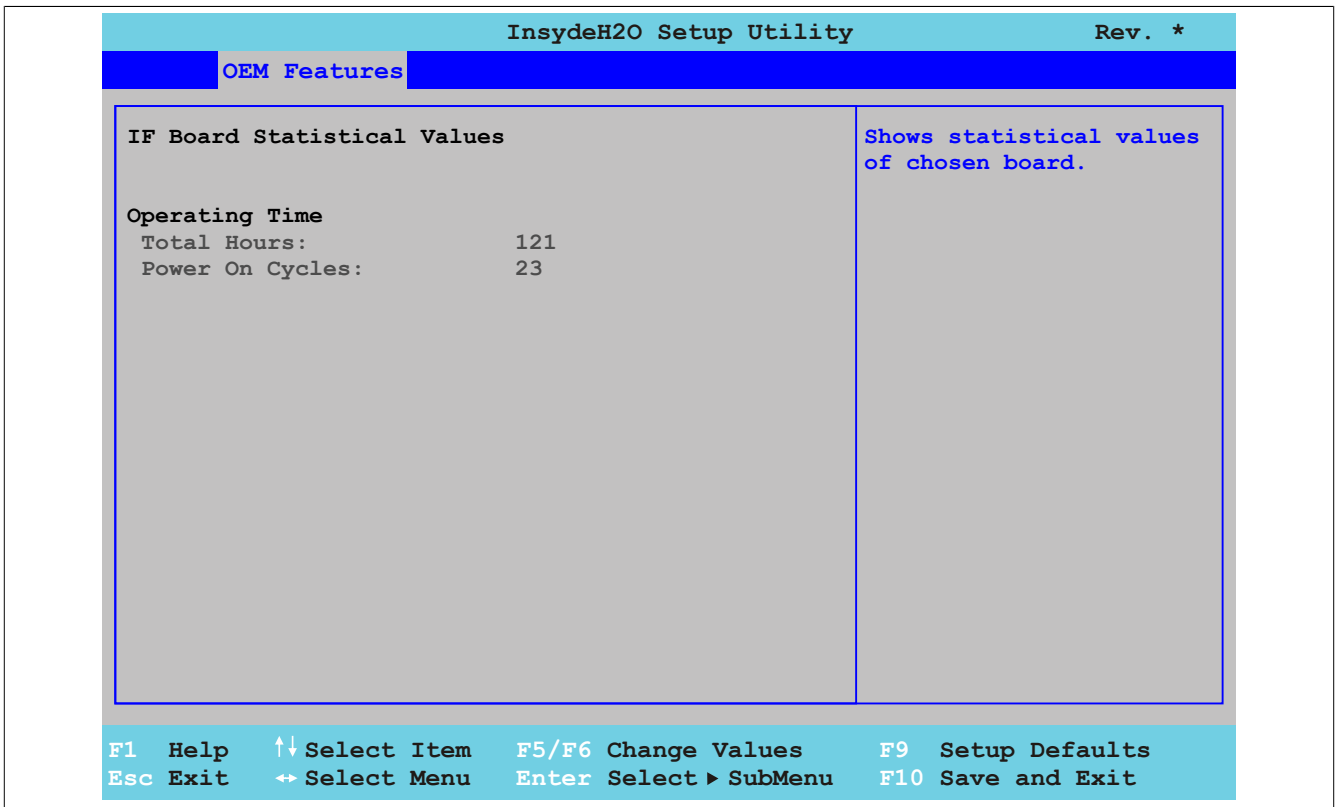 InsydeH2O Setup Utility Rev. *
OEM Features
IF Board Statistical Values
Shows statistical values
of chosen board.
Operating Time
Total Hours: 121
Power On Cycles: 23
F1 Help ↑↓ Select Item F5/F6 Change Values F9 Setup Defaults
Esc Exit ↔ Select Menu Enter Select ▶ SubMenu F10 Save and Exit